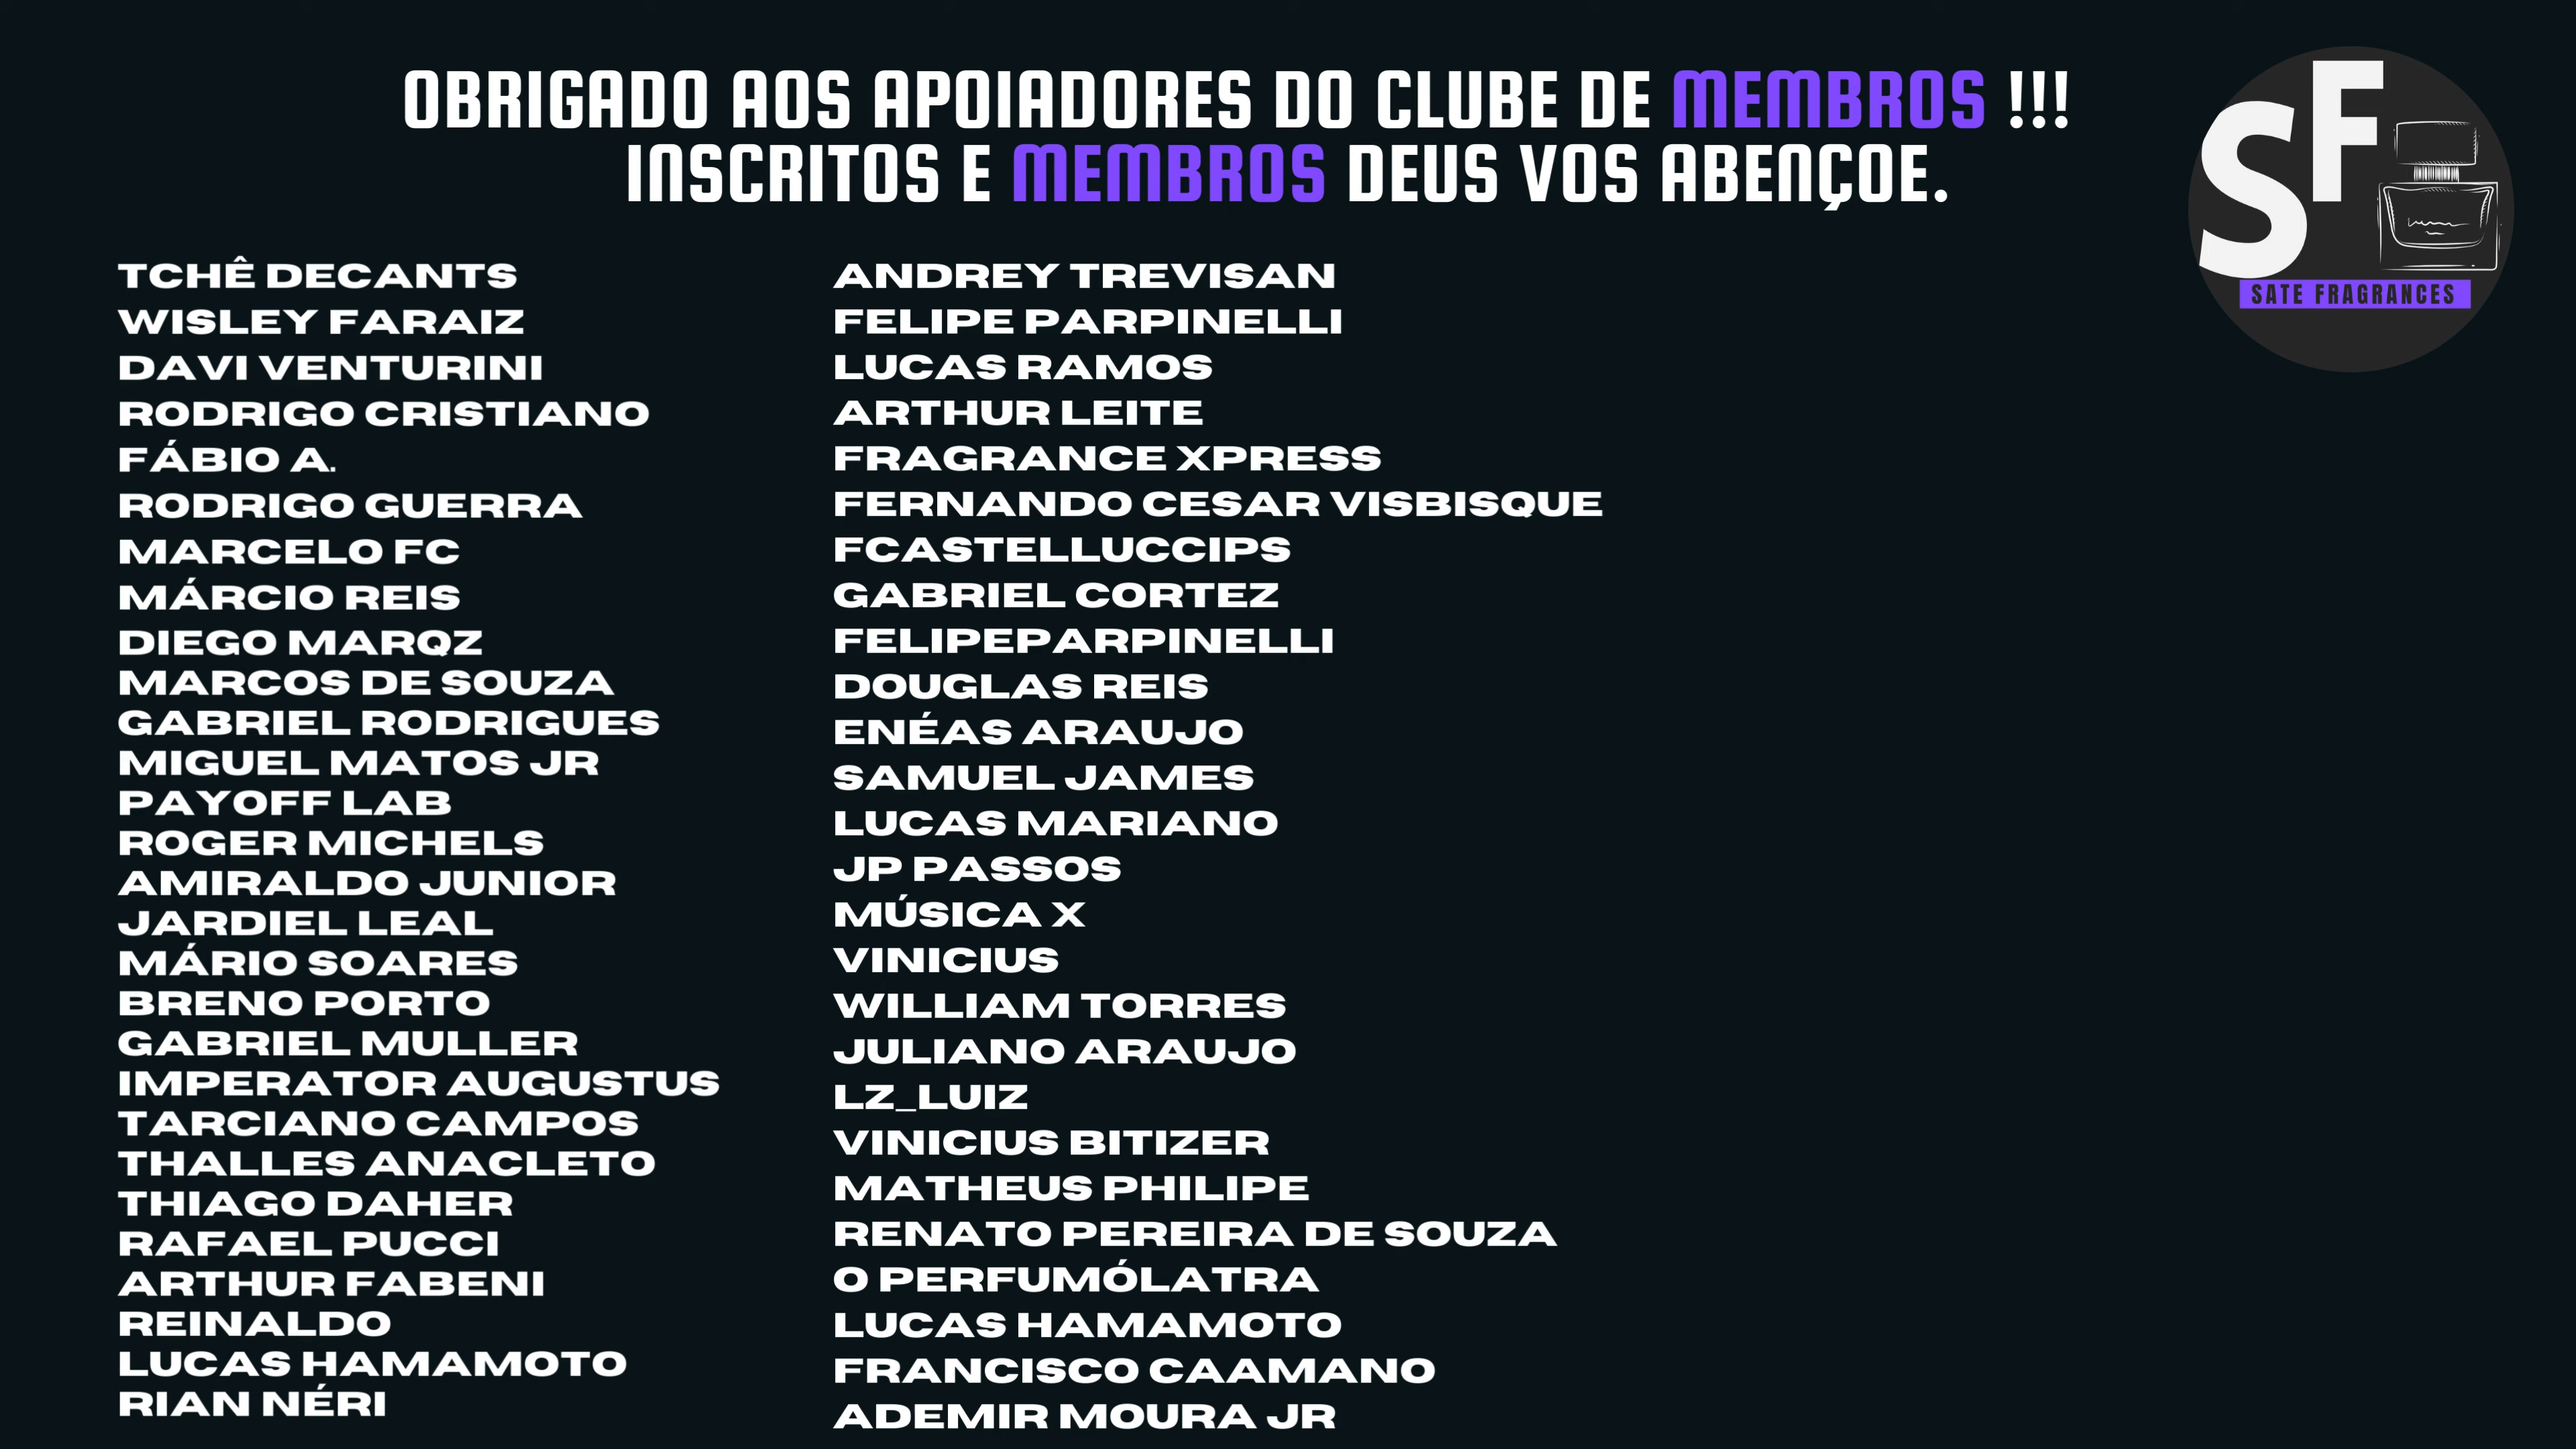 OBRIGADO AOS APOIADORES DO CLUBE DE MEMBROS !!!
INSCRITOS E MEMBROS DEUS VOS ABENÇOE.
SF
SATE FRAGRANCES
TCHÊ DECANTS
WISLEY FARAIZ
DAVI VENTURINI
RODRIGO CRISTIANO
FÁBIO A.
RODRIGO GUERRA
MARCELO FC
MÁRCIO REIS
DIEGO MARQZ
MARCOS DE SOUZA
GABRIEL RODRIGUES
MIGUEL MATOS JR
PAYOFF LAB
ROGER MICHELS
AMIRALDO JUNIOR
JARDIEL LEAL
MÁRIO SOARES
BRENO PORTO
GABRIEL MULLER
IMPERATOR AUGUSTUS
TARCIANO CAMPOS
THALLES ANACLETO
THIAGO DAHER
RAFAEL PUCCI
ARTHUR FABENI
REINALDO
LUCAS HAMAMOTO
RIAN NÉRI
ANDREY TREVISAN
FELIPE PARPINELLI
LUCAS RAMOS
ARTHUR LEITE
FRAGRANCE XPRESS
FERNANDO CESAR VISBISQUE
FCASTELLUCCIPS
GABRIEL CORTEZ
FELIPEPARPINELLI
DOUGLAS REIS
ENÉAS ARAUJO
SAMUEL JAMES
LUCAS MARIANO
JP PASSOS
MÚSICA X
VINICIUS
WILLIAM TORRES
JULIANO ARAUJO
LZ_LUIZ
VINICIUS BITIZER
MATHEUS PHILIPE
RENATO PEREIRA DE SOUZA
O PERFUMÓLATRA
LUCAS HAMAMOTO
FRANCISCO CAAMANO
ADEMIR MOURA JR